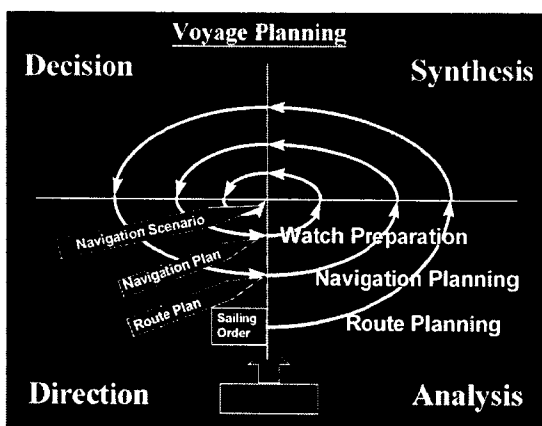 Voyage Planning
Decision
Synthesis
Navigation Scenario
Watch Preparation
Navigation Plan
Navigation Planning
Route Plan
Sailing
Order
Route Planning
Direction
Analysis